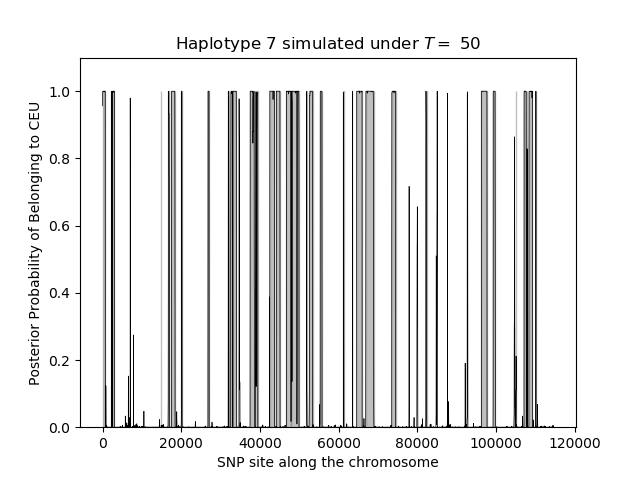 Haplotype 7 simulated under T = 50
Posterior Probability of Belonging to CEU
1.0
0.8
0.6
0.4
0.2
0.0
0 20000 40000 60000 80000 100000 120000
SNP site along the chromosome